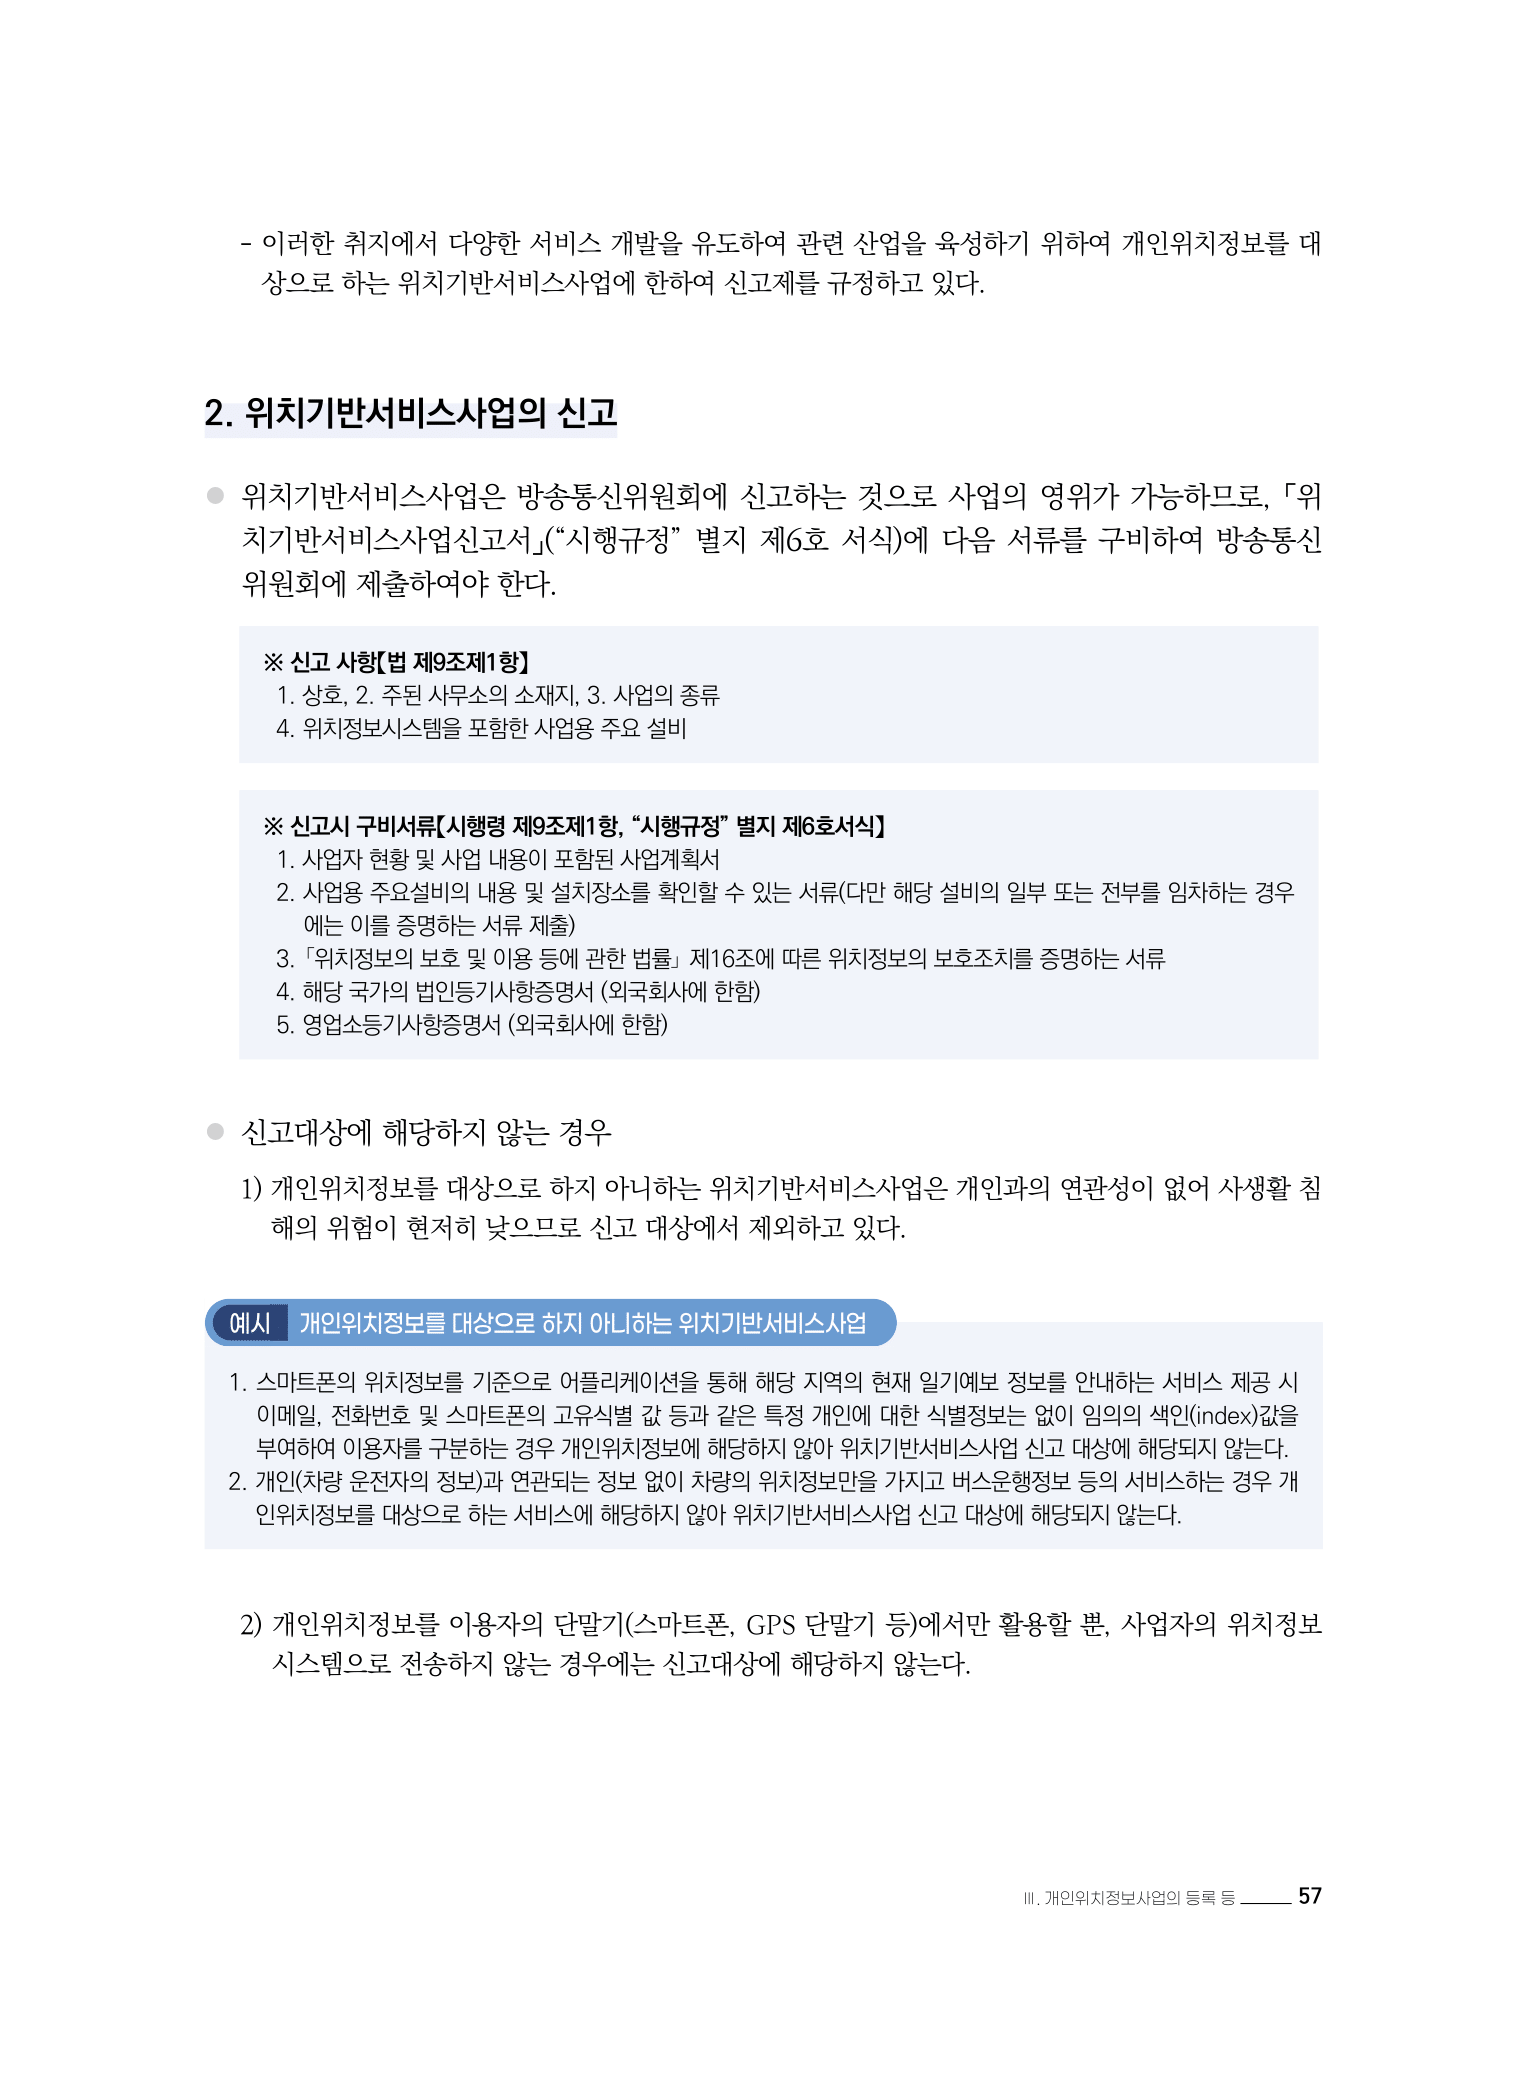 - 이러한 취지에서 다양한 서비스 개발을 유도하여 관련 산업을 육성하기 위하여 개인위치정보를 대
상으로 하는 위치기반서비스사업에 한하여 신고제를 규정하고 있다.
2. 위치기반서비스사업의 신고
● 위치기반서비스사업은 방송통신위원회에 신고하는 것으로 사업의 영위가 가능하므로, 「위
치기반서비스사업신고서」(“시행규정” 별지 제6호 서식)에 다음 서류를 구비하여 방송통신
위원회에 제출하여야 한다.
※ 신고 사항【법 제9조제1항】
1. 상호, 2. 주된 사무소의 소재지, 3. 사업의 종류
4. 위치정보시스템을 포함한 사업용 주요 설비
※ 신고시 구비서류【시행령 제9조제1항, “시행규정” 별지 제6호서식】
1. 사업자 현황 및 사업 내용이 포함된 사업계획서
2. 사업용 주요설비의 내용 및 설치장소를 확인할 수 있는 서류(다만 해당 설비의 일부 또는 전부를 임차하는 경우
에는 이를 증명하는 서류 제출)
3. 「위치정보의 보호 및 이용 등에 관한 법률」 제16조에 따른 위치정보의 보호조치를 증명하는 서류
4. 해당 국가의 법인등기사항증명서 (외국회사에 한함)
5. 영업소등기사항증명서 (외국회사에 한함)
● 신고대상에 해당하지 않는 경우
1) 개인위치정보를 대상으로 하지 아니하는 위치기반서비스사업은 개인과의 연관성이 없어 사생활 침
해의 위험이 현저히 낮으므로 신고 대상에서 제외하고 있다.
예시 개인위치정보를 대상으로 하지 아니하는 위치기반서비스사업
1. 스마트폰의 위치정보를 기준으로 어플리케이션을 통해 해당 지역의 현재 일기예보 정보를 안내하는 서비스 제공 시
이메일, 전화번호 및 스마트폰의 고유식별 값 등과 같은 특정 개인에 대한 식별정보는 없이 임의의 색인(index)값을
부여하여 이용자를 구분하는 경우 개인위치정보에 해당하지 않아 위치기반서비스사업 신고 대상에 해당되지 않는다.
2. 개인(차량 운전자의 정보)과 연관되는 정보 없이 차량의 위치정보만을 가지고 버스운행정보 등의 서비스하는 경우 개
인위치정보를 대상으로 하는 서비스에 해당하지 않아 위치기반서비스사업 신고 대상에 해당되지 않는다.
2) 개인위치정보를 이용자의 단말기(스마트폰, GPS 단말기 등)에서만 활용할 뿐, 사업자의 위치정보
시스템으로 전송하지 않는 경우에는 신고대상에 해당하지 않는다.
Ⅲ. 개인위치정보사업의 등록 등 57